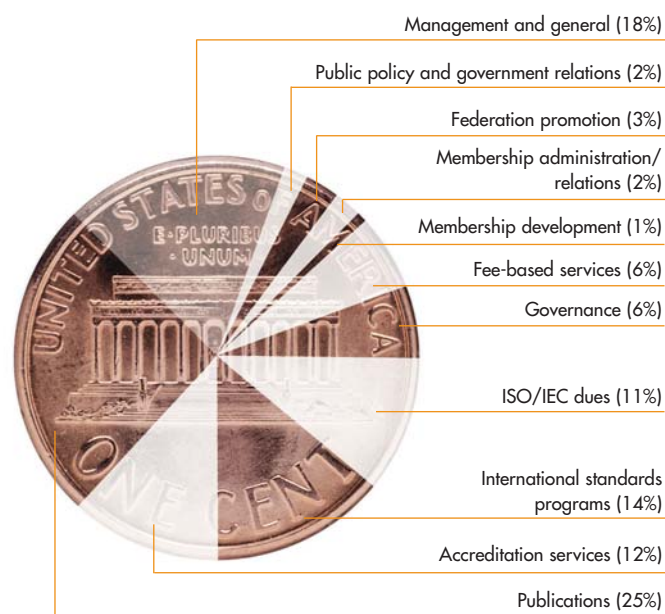 Management and general (18%)
Public policy and government relations (2%)
Federation promotion (3%)
Membership administration/
relations (2%)
Membership development (1%)
Fee-based services (6%)
Governance (6%)
ISO/IEC dues (11%)
International standards
programs (14%)
Accreditation services (12%)
Publications (25%)
UNITED STATES OF AMERICA
E·PLURIBUS
·UNUM
ONE CENT